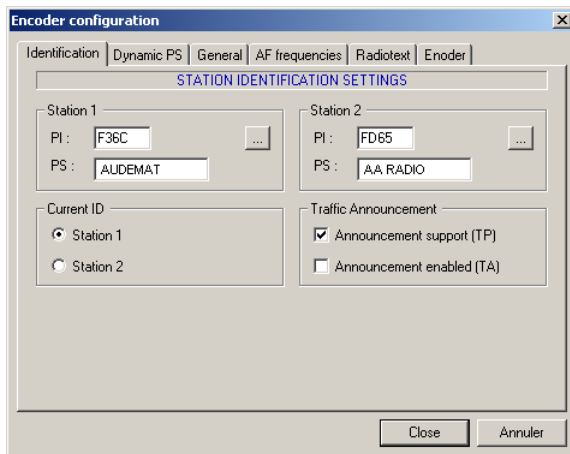 Encoder configuration
Identification Dynamic PS General AF frequencies Radiotext Enoder
STATION IDENTIFICATION SETTINGS
Station 1
PI : F36C ...
PS : AUDEMAT
Station 2
PI : FD65 ...
PS : AA RADIO
Current ID
Station 1
Station 2
Traffic Announcement
Announcement support (TP)
Announcement enabled (TA)
Close Annuler